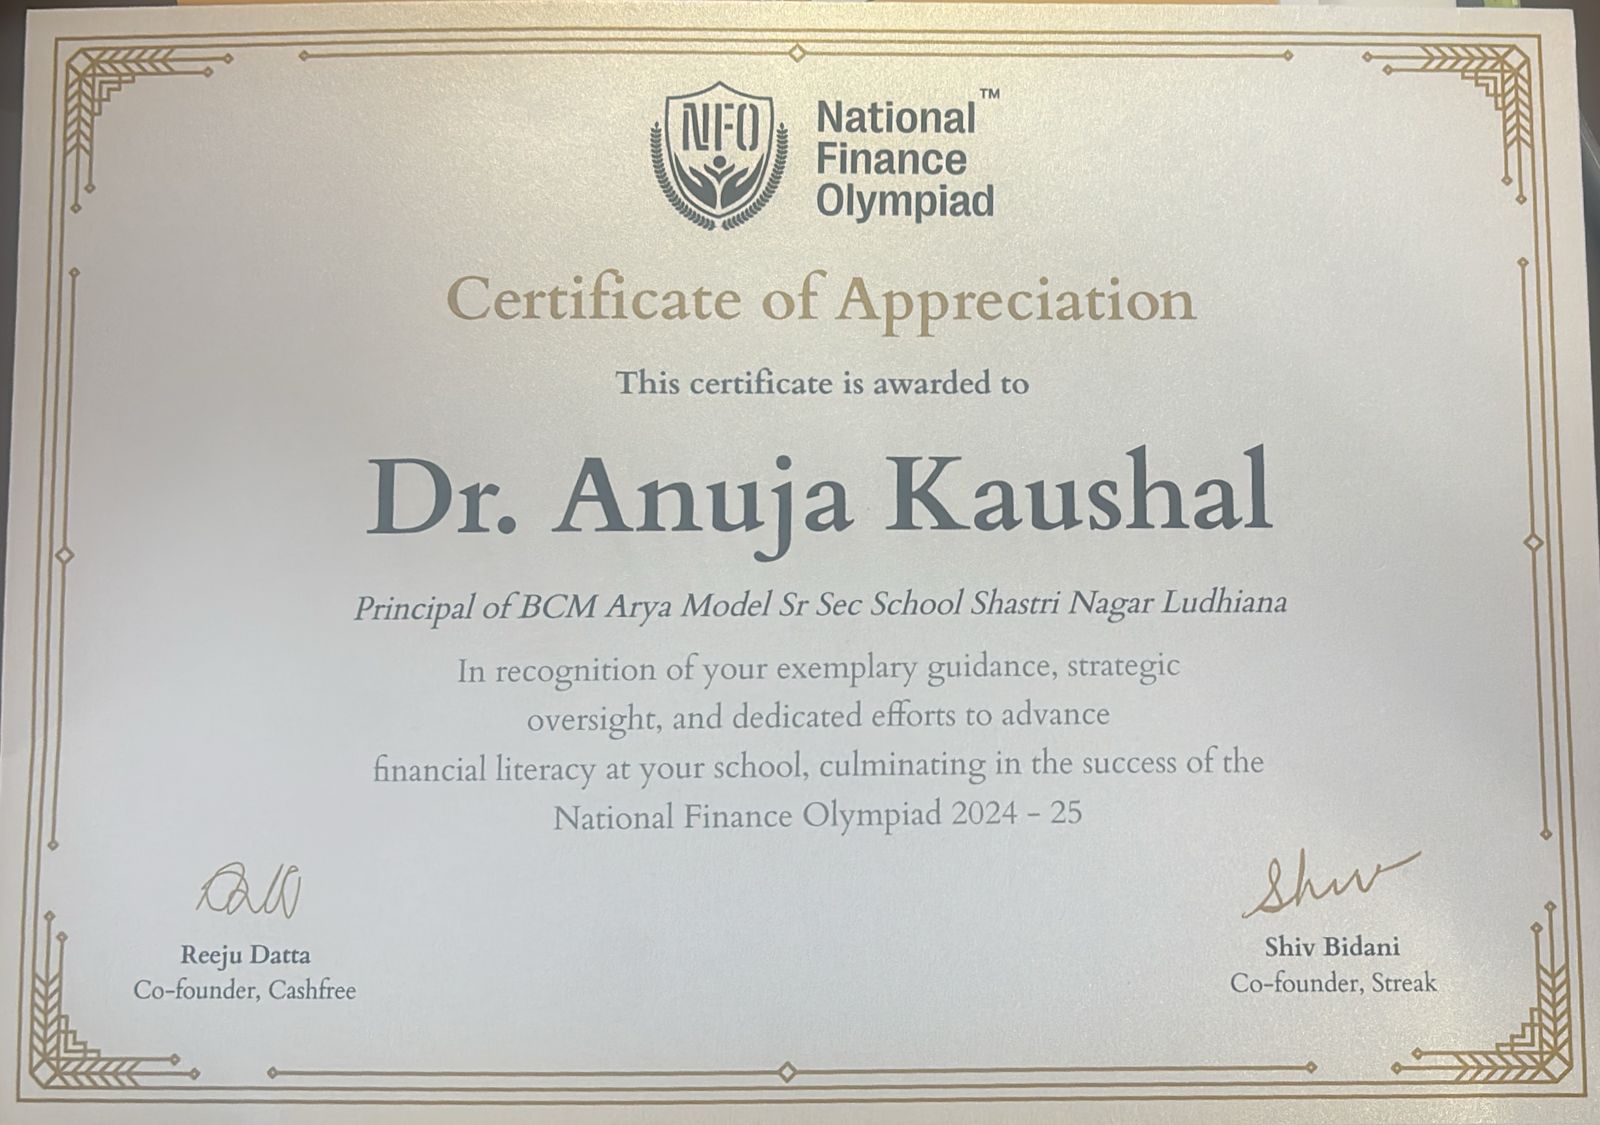 NFO
National™
Finance
Olympiad
Certificate of Appreciation
This certificate is awarded to
Dr. Anuja Kaushal
Principal of BCM Arya Model Sr Sec School Shastri Nagar Ludhiana
In recognition of your exemplary guidance, strategic
oversight, and dedicated efforts to advance
financial literacy at your school, culminating in the success of the
National Finance Olympiad 2024 - 25
Shiv
Reeju Datta
Co-founder, Cashfree
Shiv Bidani
Co-founder, Streak